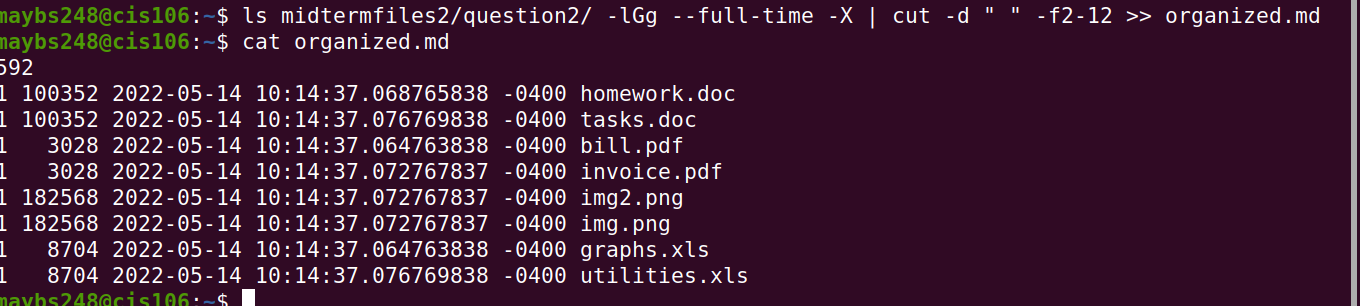 maybs248@cis106:~$ ls midtermfiles2/question2/ -lGg --full-time -X | cut -d " " -f2-12 >> organized.md
maybs248@cis106:~$ cat organized.md
592
1 100352 2022-05-14 10:14:37.068765838 -0400 homework.doc
1 100352 2022-05-14 10:14:37.076769838 -0400 tasks.doc
1   3028 2022-05-14 10:14:37.064763838 -0400 bill.pdf
1   3028 2022-05-14 10:14:37.072767837 -0400 invoice.pdf
1 182568 2022-05-14 10:14:37.072767837 -0400 img2.png
1 182568 2022-05-14 10:14:37.072767837 -0400 img.png
1   8704 2022-05-14 10:14:37.064763838 -0400 graphs.xls
1   8704 2022-05-14 10:14:37.076769838 -0400 utilities.xls
maybs248@cis106:~$